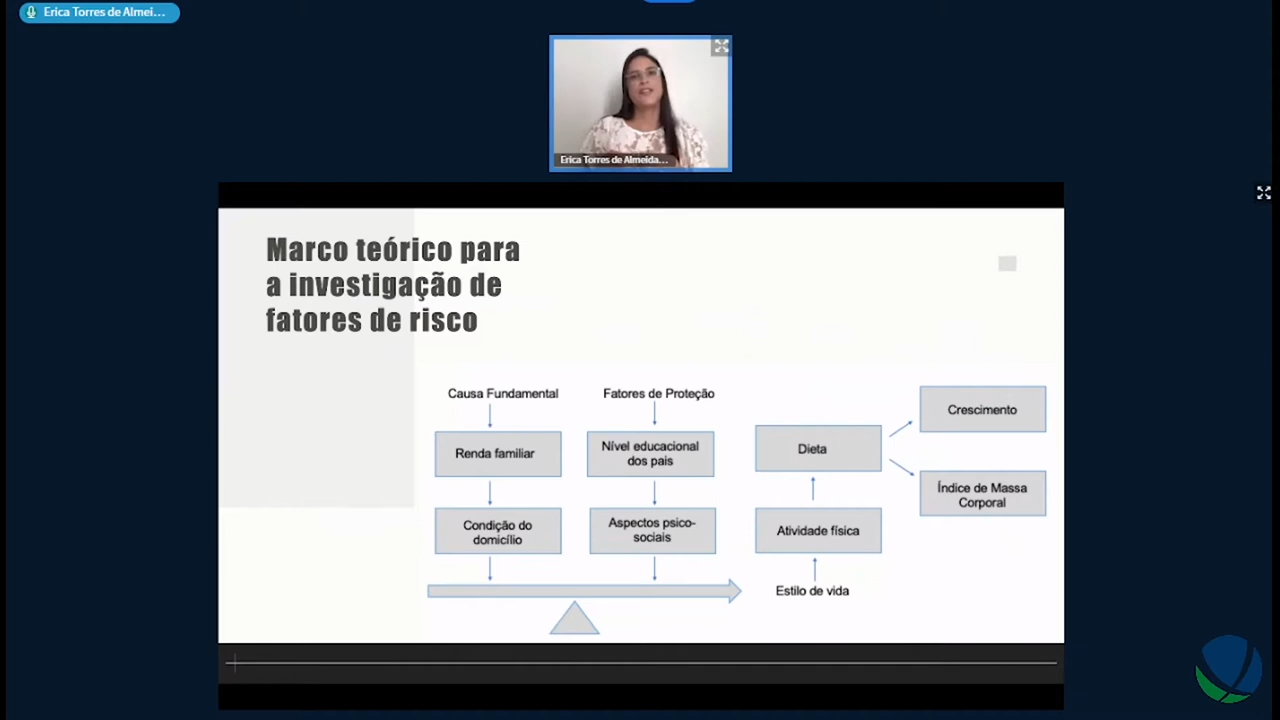 Erica Torres de Almei...
Erica Torres de Almeida...
Marco teórico para
a investigação de
fatores de risco
Causa Fundamental
Fatores de Proteção
Renda familiar
Nível educacional
dos pais
Condição do
domicílio
Aspectos psico-
sociais
Dieta
Atividade física
Estilo de vida
Crescimento
Índice de Massa
Corporal